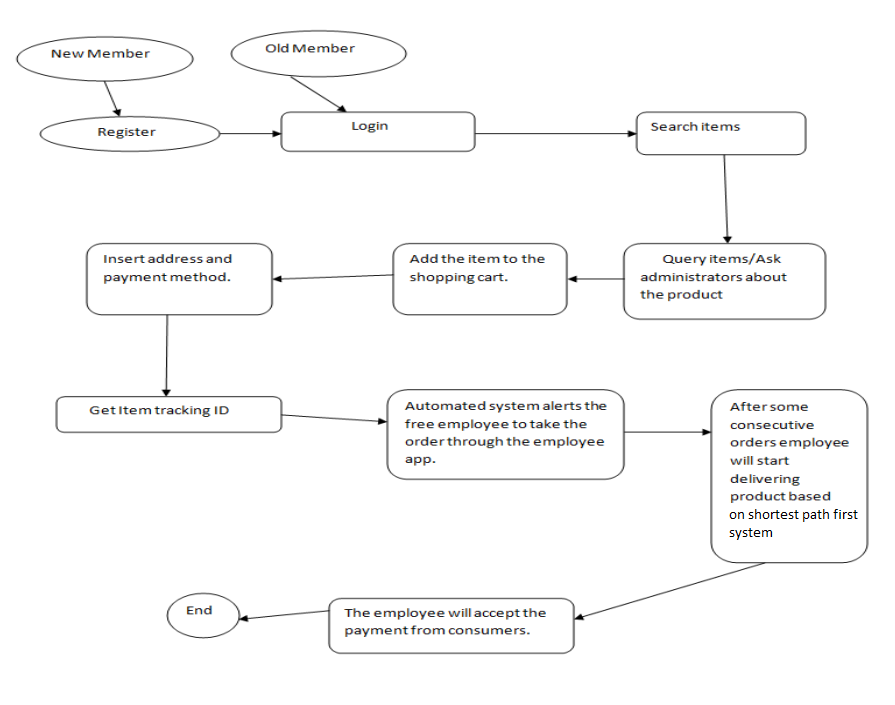 New Member
Old Member
Register
Login
Search items
Insert address and
payment method.
Add the item to the
shopping cart.
Query items/Ask
administrators about
the product
Get Item tracking ID
Automated system alerts the
free employee to take the
order through the employee
app.
After some
consecutive
orders employee
will start
delivering
product based
on shortest path first
system
End
The employee will accept the
payment from consumers.